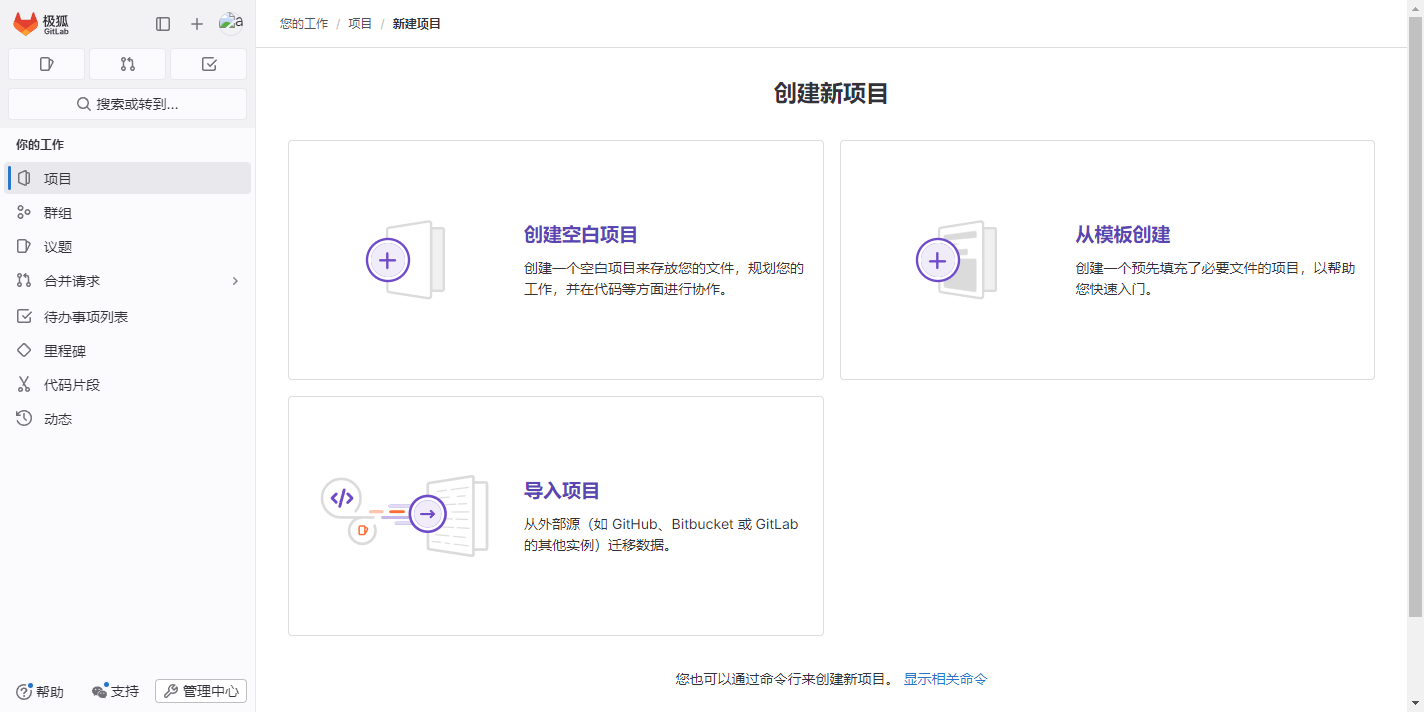 极狐
GitLab
a
您的工作 / 项目 / 新建项目
搜索或转到...
你的工作
项目
群组
议题
合并请求
待办事项列表
里程碑
代码片段
动态
帮助
支持
管理中心
创建新项目
创建空白项目
创建一个空白项目来存放您的文件，规划您的
工作，并在代码等方面进行协作。
从模板创建
创建一个预先填充了必要文件的项目，以帮助
您快速入门。
导入项目
从外部源（如 GitHub、Bitbucket 或 GitLab
的其他实例）迁移数据。
您也可以通过命令行来创建新项目。 显示相关命令